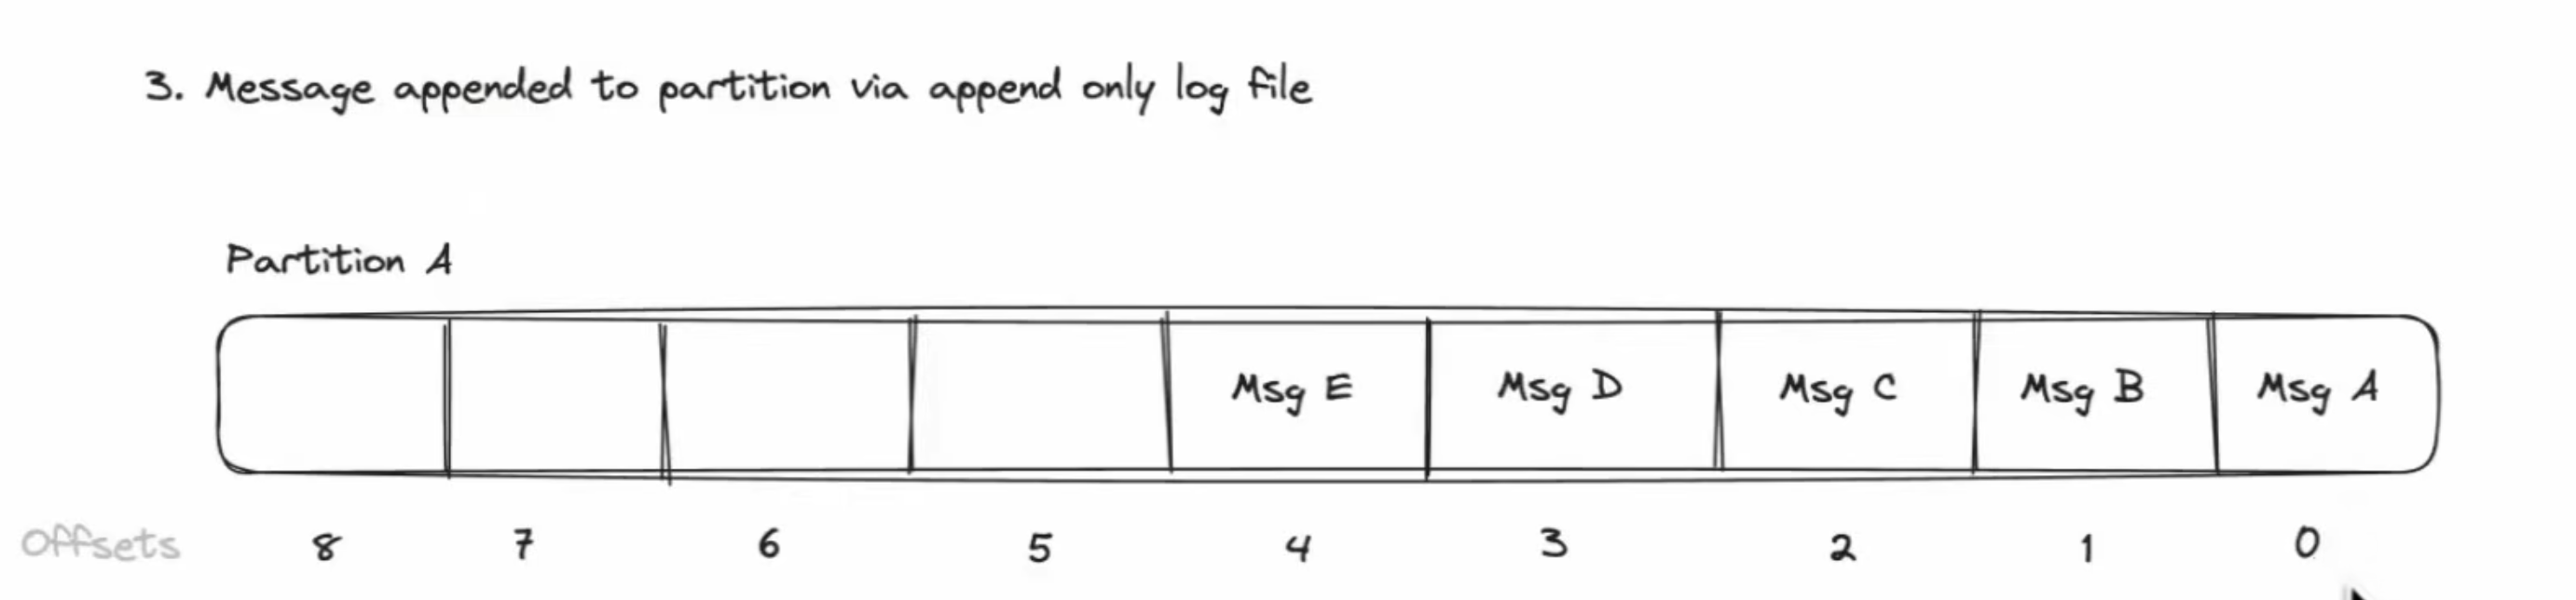 3. Message appended to partition via append only log file
Partition A
Msg E Msg D Msg C Msg B Msg A
Offsets 8 7 6 5 4 3 2 1 0